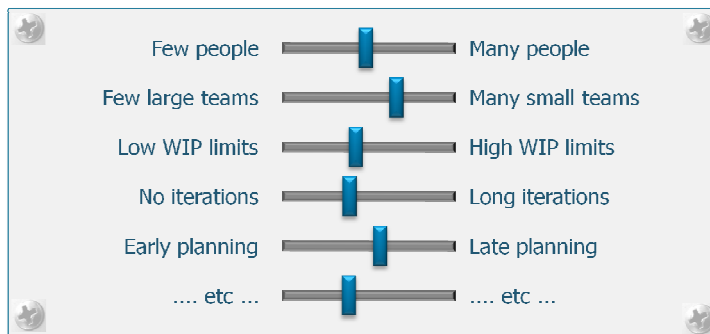 Few people Many people
Few large teams Many small teams
Low WIP limits High WIP limits
No iterations Long iterations
Early planning Late planning
.... etc ... .... etc ...